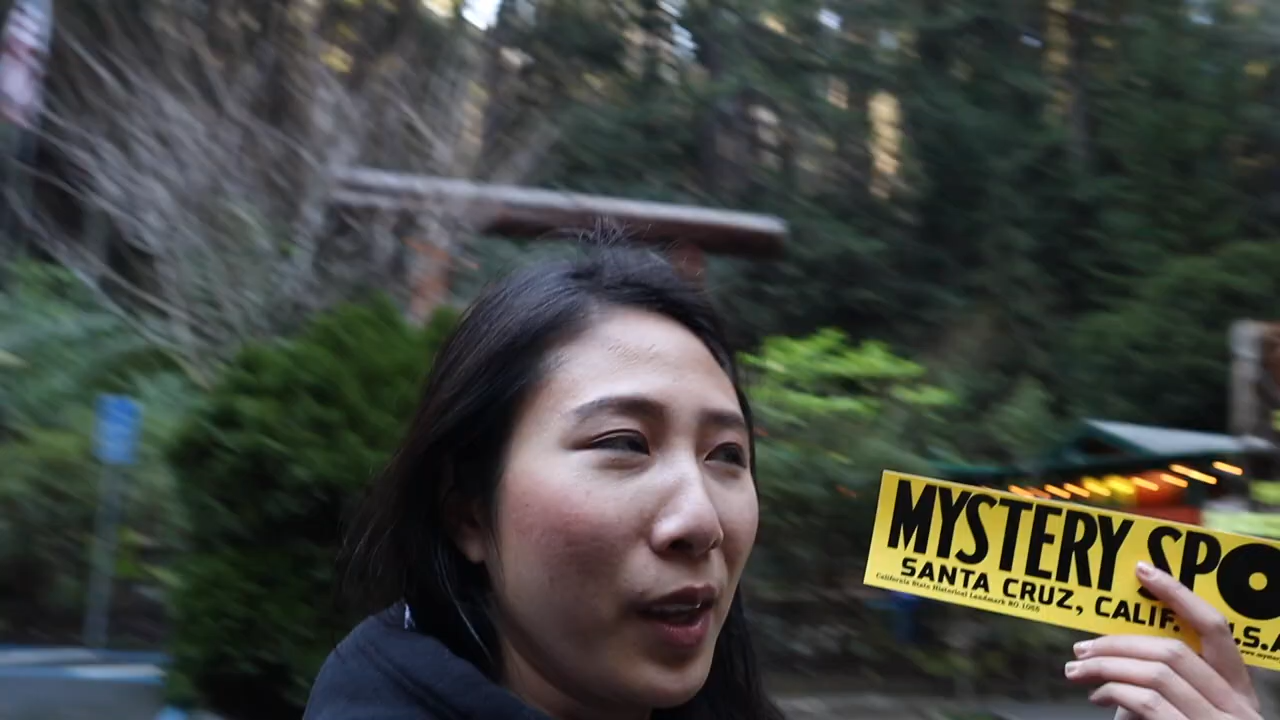 MYSTERY SPO
SANTA CRUZ, CALIF. U.S.A
California State Historical Landmark NO 1055